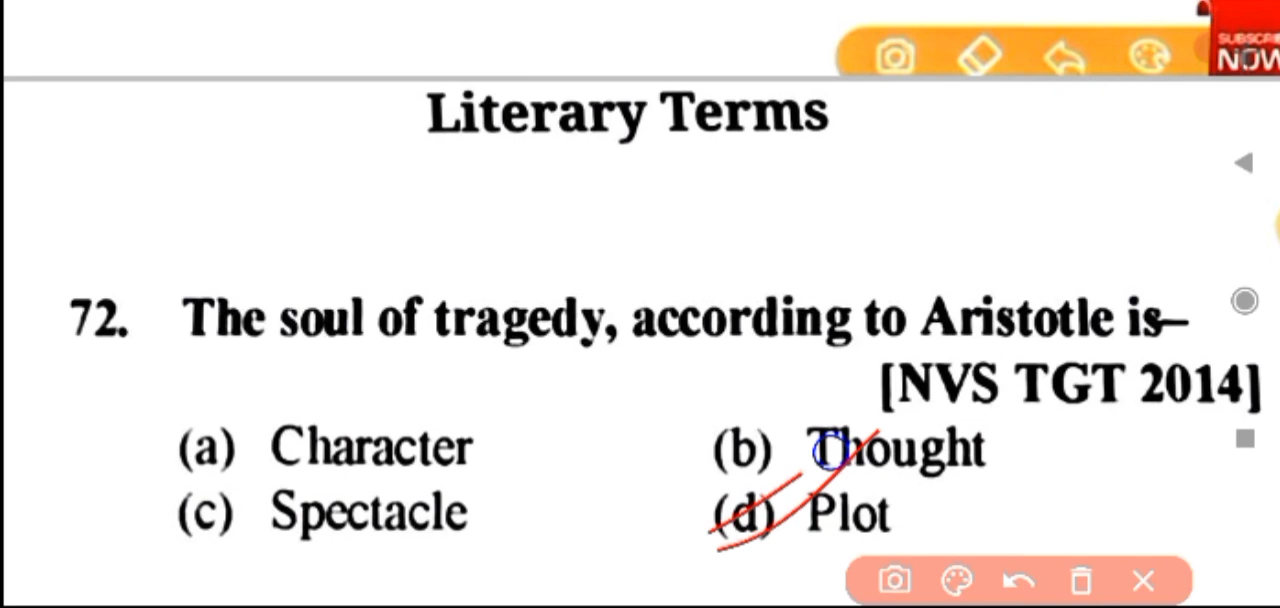 SUBSCRI
NOW
Literary Terms
72. The soul of tragedy, according to Aristotle is–
[NVS TGT 2014]
(a) Character (b) Thought
(c) Spectacle (d) Plot